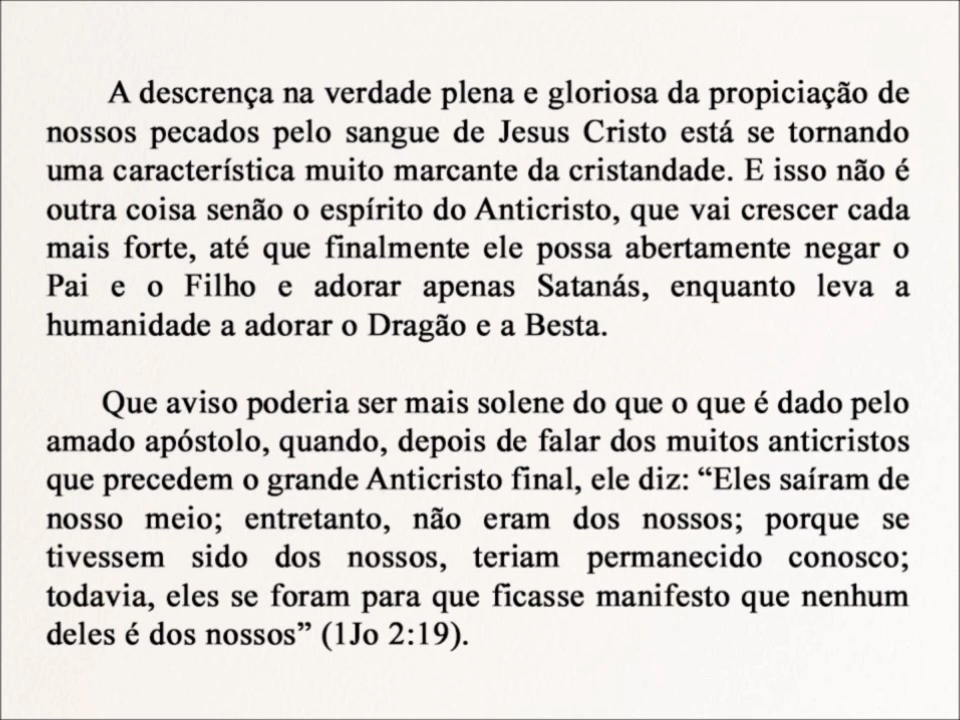 A descrença na verdade plena e gloriosa da propiciação de
nossos pecados pelo sangue de Jesus Cristo está se tornando
uma característica muito marcante da cristandade. E isso não é
outra coisa senão o espírito do Anticristo, que vai crescer cada
mais forte, até que finalmente ele possa abertamente negar o
Pai e o Filho e adorar apenas Satanás, enquanto leva a
humanidade a adorar o Dragão e a Besta.
Que aviso poderia ser mais solene do que o que é dado pelo
amado apóstolo, quando, depois de falar dos muitos anticristos
que precedem o grande Anticristo final, ele diz: “Eles saíram de
nosso meio; entretanto, não eram dos nossos; porque se
tivessem sido dos nossos, teriam permanecido conosco;
todavia, eles se foram para que ficasse manifesto que nenhum
deles é dos nossos” (1Jo 2:19).